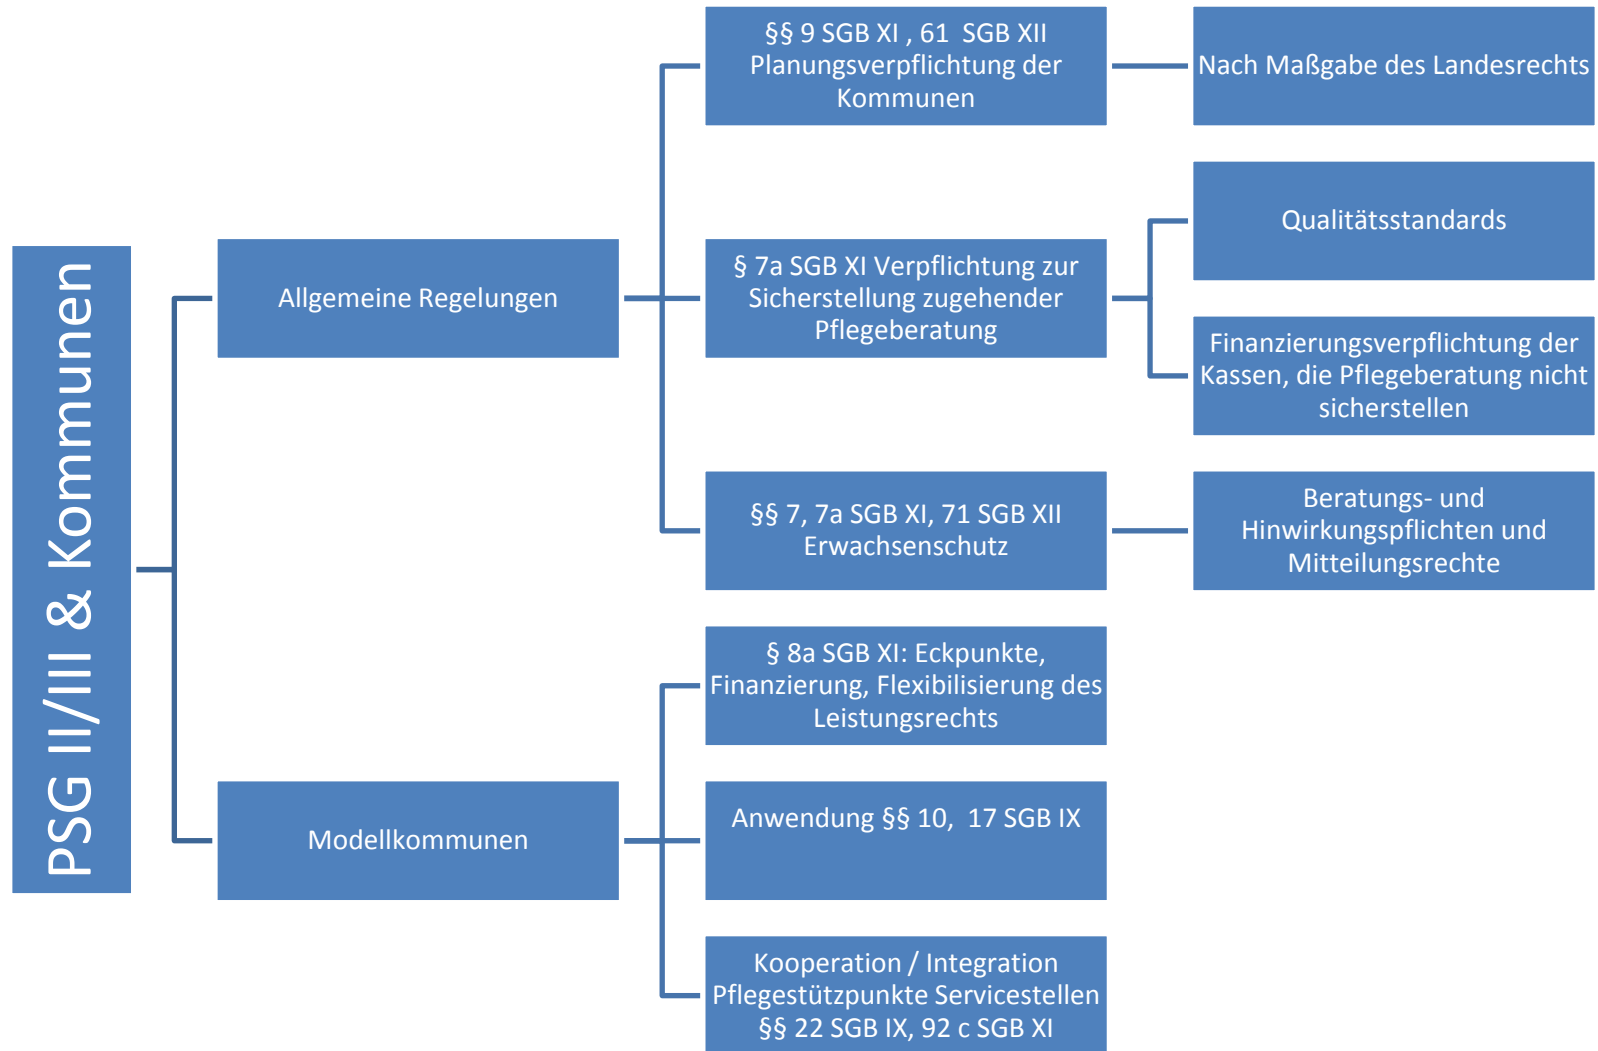 PSG II/III & Kommunen
Allgemeine Regelungen
§§ 9 SGB XI , 61  SGB XII
Planungsverpflichtung der
Kommunen
Nach Maßgabe des Landesrechts
§ 7a SGB XI Verpflichtung zur
Sicherstellung zugehender
Pflegeberatung
Qualitätsstandards
Finanzierungsverpflichtung der
Kassen, die Pflegeberatung nicht
sicherstellen
§§ 7, 7a SGB XI, 71 SGB XII
Erwachsenschutz
Beratungs- und
Hinwirkungspflichten und
Mitteilungsrechte
Modellkommunen
§ 8a SGB XI: Eckpunkte,
Finanzierung, Flexibilisierung des
Leistungsrechts
Anwendung §§ 10,  17 SGB IX
Kooperation / Integration
Pflegestützpunkte Servicestellen
§§ 22 SGB IX, 92 c SGB XI